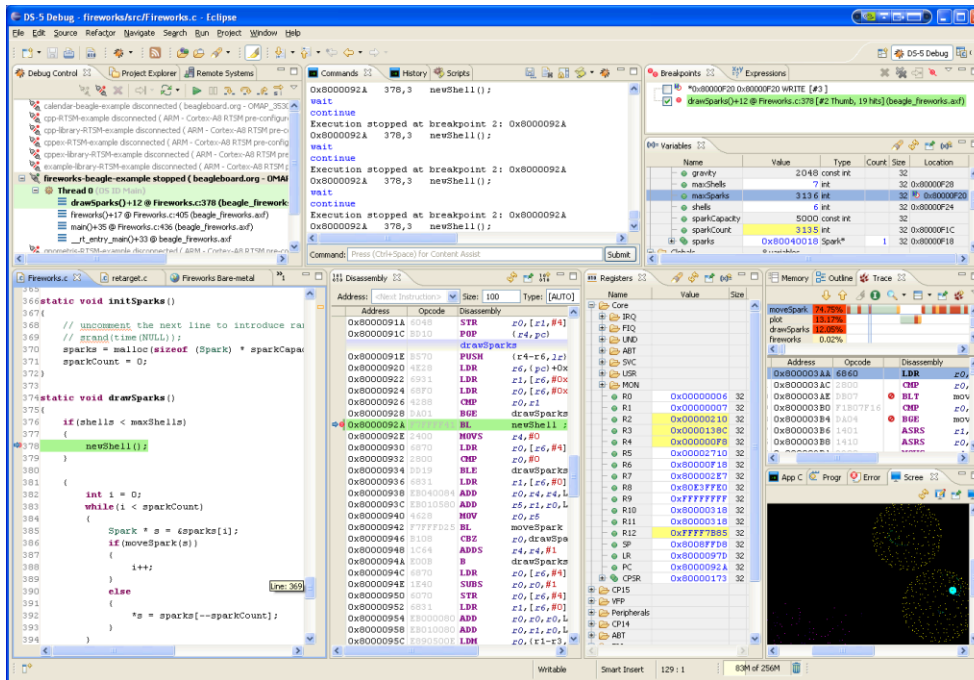 DS-5 Debug - fireworks/src/Fireworks.c - Eclipse
File Edit Source Refactor Navigate Search Run Project Window Help
DS-5 Debug
Debug Control Project Explorer Remote Systems
calendar-beagle-example disconnected ( beagleboard.org - OMAP_353
cpp-RTSM-example disconnected ( ARM - Cortex-A8 RTSM pre-configur
cpp-library-RTSM-example disconnected ( ARM - Cortex-A8 RTSM pre-
cppex-RTSM-example disconnected ( ARM - Cortex-A8 RTSM pre-config
cppex-library-RTSM-example disconnected ( ARM - Cortex-A8 RTSM pr
example-library-RTSM-example disconnected ( ARM - Cortex-A8 RTSM
fireworks-beagle-example stopped ( beagleboard.org - OMAP
Thread 0 (OS ID Main)
drawSparks()+12 @ Fireworks.c:378 (beagle_firewor
fireworks()+17 @ Fireworks.c:405 (beagle_fireworks.axf)
main()+35 @ Fireworks.c:436 (beagle_fireworks.axf)
__rt_entry_main()+33 @ beagle_fireworks.axf
Commands History Scripts
0x8000092A 378,3 newShell();
wait
continue
Execution stopped at breakpoint 2: 0x8000092A
0x8000092A 378,3 newShell();
wait
continue
Execution stopped at breakpoint 2: 0x8000092A
0x8000092A 378,3 newShell();
wait
continue
Execution stopped at breakpoint 2: 0x8000092A
0x8000092A 378,3 newShell();
Command: Press (Ctrl+Space) for Content Assist Submit
Breakpoints Expressions
*0x80000F20 0x80000F20 WRITE [#3 ]
drawSparks()+12 @ Fireworks.c:378 [#2 Thumb, 19 hits] (beagle_fireworks.axf)
Variables
Name Value Type Count Size Location
gravity 2048 const int 32
maxShells 7 int 32 0x80000F28
maxSparks 3136 int 32 0x80000F20
shells 6 int 32 0x80000F24
sparkCapacity 5000 const int 32
sparkCount 3135 int 32 0x80000F1C
sparks 0x80040018 Spark* 1 32 0x80000F18
Fireworks.c retarget.c Fireworks Bare-metal
365
366 static void initSparks()
367 {
368 // uncomment the next line to introduce ra
369 // srand(time(NULL));
370 sparks = malloc(sizeof (Spark) * sparkCapac
371 sparkCount = 0;
372 }
373
374 static void drawSparks()
375 {
376 if(shells < maxShells)
377 {
378 newShell();
379 }
380
381 {
382 int i = 0;
383 while(i < sparkCount)
384 {
385 Spark * s = &sparks[i];
386 if(moveSpark(s))
387 {
388 i++;
389 }
390 else
391 {
392 *s = sparks[--sparkCount];
393 }
394 }
Line: 369
Disassembly
Address: <Next Instruction> Size: 100 Type: [AUTO]
Address Opcode Disassembly
0x8000091A 6048 STR r0,[r1,#4]
0x8000091C BD10 POP {r4,pc}
drawSparks
0x8000091E B570 PUSH {r4-r6,lr}
0x80000920 4E28 LDR r6,{pc}+0x
0x80000922 6931 LDR r1,[r6,#0x
0x80000924 68F0 LDR r0,[r6,#0x
0x80000926 4288 CMP r0,r1
0x80000928 DA01 BGE drawSparks
0x8000092A BL newShell ;
0x8000092E 2400 MOVS r4,#0
0x80000930 6870 LDR r0,[r6,#4]
0x80000932 2800 CMP r0,#0
0x80000934 DD19 BLE drawSparks
0x80000936 6831 LDR r1,[r6,#0]
0x80000938 EB040084 ADD r0,r4,r4,L
0x8000093C EB010580 ADD r5,r1,r0,L
0x80000940 4628 MOV r0,r5
0x80000942 F7FFFD25 BL moveSpark
0x80000946 B108 CBZ r0,drawSpa
0x80000948 1C64 ADDS r4,r4,#1
0x8000094A E00B B drawSparks
0x8000094C 6870 LDR r0,[r6,#4]
0x8000094E 1E40 SUBS r0,r0,#1
0x80000950 6070 STR r0,[r6,#4]
0x80000952 6831 LDR r1,[r6,#0]
0x80000954 EB000080 ADD r0,r0,r0,L
0x80000958 EB010080 ADD r0,r1,r0,L
0x8000095C E890500E LDM r0,{r1-r3,
Registers
Name Value Size
Core
IRQ
FIQ
UND
ABT
SVC
USR
MON
R0 0x00000006 32
R1 0x00000007 32
R2 0x00000210 32
R3 0x0000138C 32
R4 0x000000F8 32
R5 0x00002710 32
R6 0x80000F18 32
R7 0x800002E7 32
R8 0x80E3FFE0 32
R9 0xFFFFFFFF 32
R10 0x80000318 32
R11 0x80000318 32
R12 0xFFFF7B85 32
SP 0x8008FFD8 32
LR 0x8000097D 32
PC 0x8000092A 32
CPSR 0x80000173 32
CP15
VFP
Peripherals
CP14
ABT
Memory Outline Trace
moveSpark 74.75%
plot 13.17%
drawSparks 12.05%
fireworks 0.02%
Address Opcode Disassembly
0x800003AA 6860 LDR r0,
0x800003AC 2800 CMP r0,
0x800003AE DB07 BLT mov
0x800003B0 F1B07F16 CMP r0,
0x800003B4 DA04 BGE mov
0x800003B6 1481 ASRS r1,
0x800003B8 1410 ASRS r0,
App C Progr Error Scree
Writable Smart Insert 129 : 1 83M of 256M